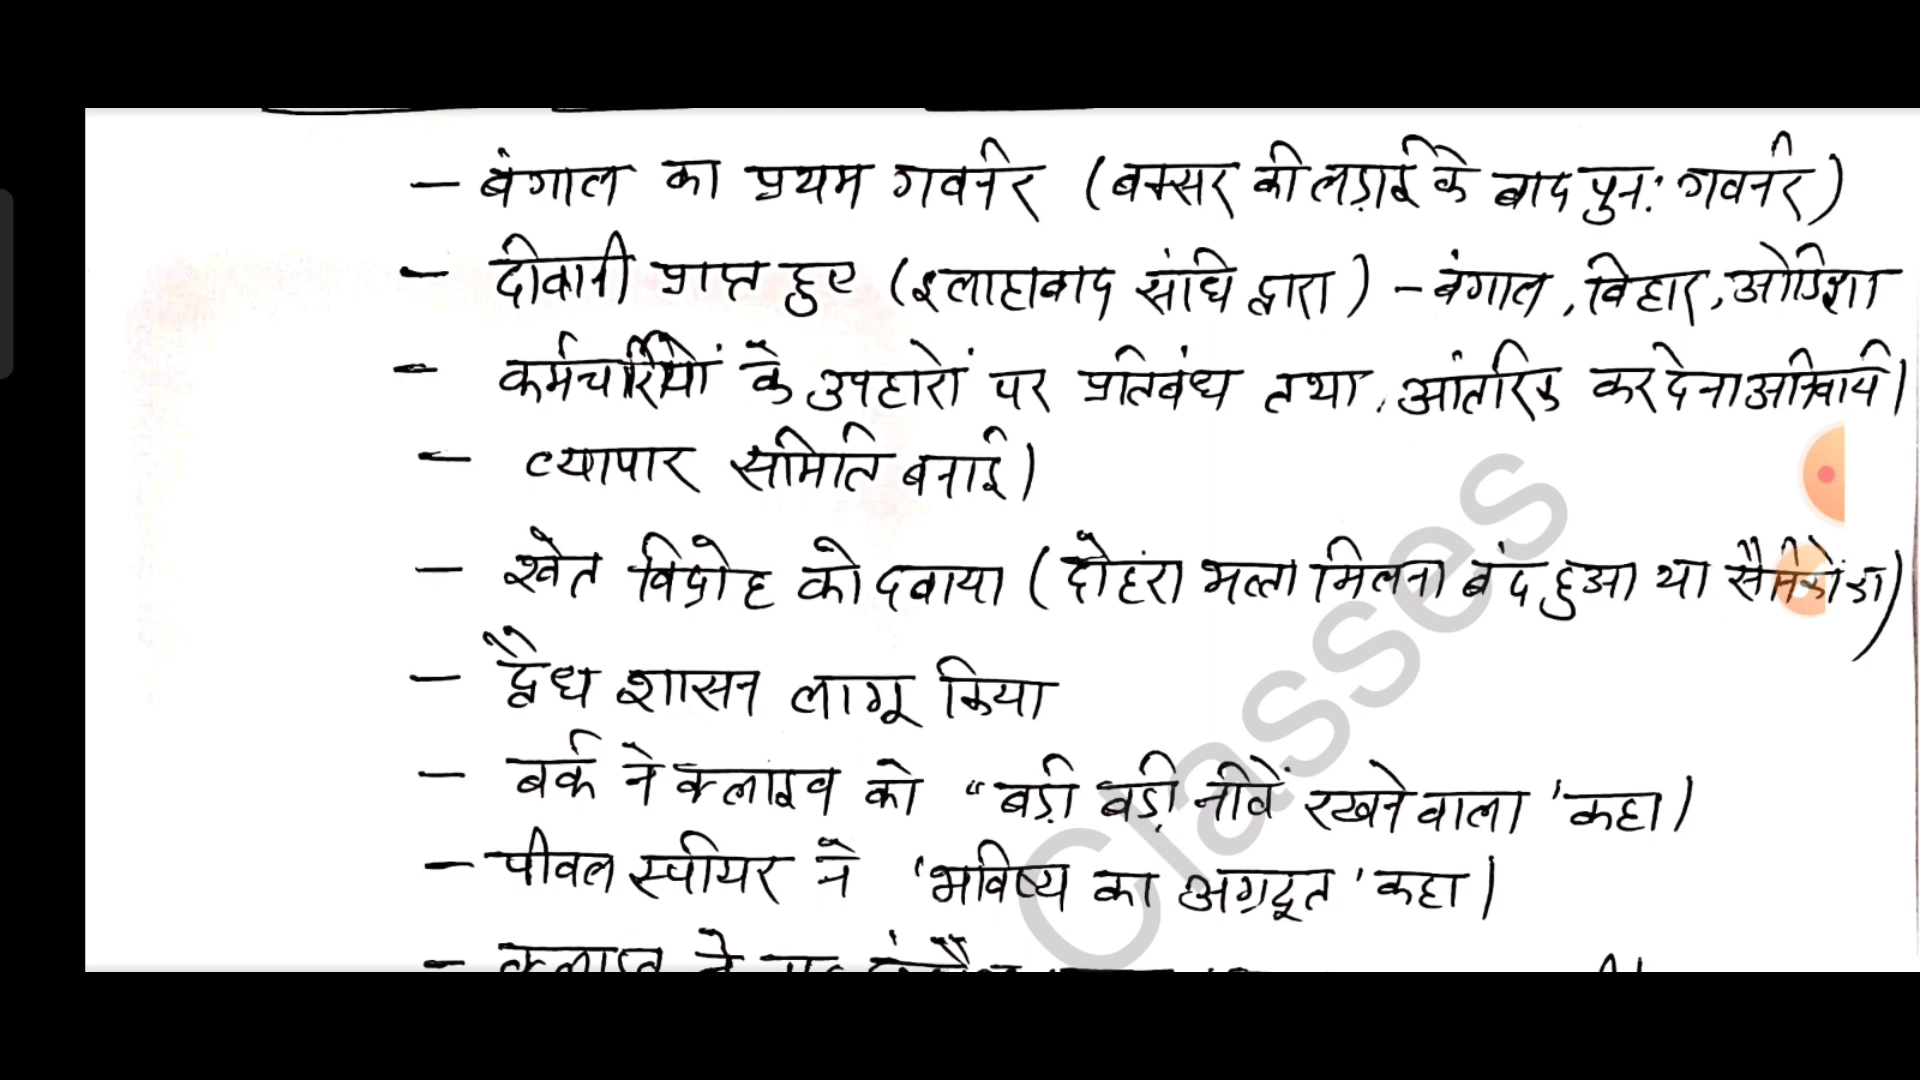 - बंगाल का प्रथम गवर्नर (बक्सर की लड़ाई के बाद पुन: गवर्नर)
- दीवानी प्राप्त हुए (इलाहाबाद संधि द्वारा) - बंगाल, बिहार, ओडिशा
- कर्मचारियों के उपहारों पर प्रतिबंध तथा, आंतरिक कर देना अनिवार्य।
- व्यापार समिति बनाई।
- श्वेत विद्रोह को दबाया (दोहरा भत्ता मिलना बंद हुआ था सैनिकों का)
- द्वैध शासन लागू किया
- बर्क ने क्लाइव को "बड़ी बड़ी नीवें रखने वाला' कहा।
- पीवल स्पीयर ने 'भविष्य का अग्रदूत' कहा।
Classes